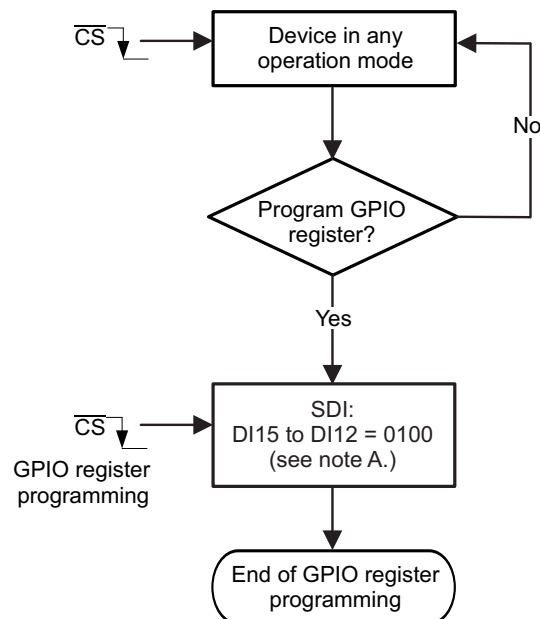 CS
Device in any
operation mode
No
Program GPIO
register?
Yes
SDI:
DI15 to DI12 = 0100
(see note A.)
CS
GPIO register
programming
End of GPIO register
programming